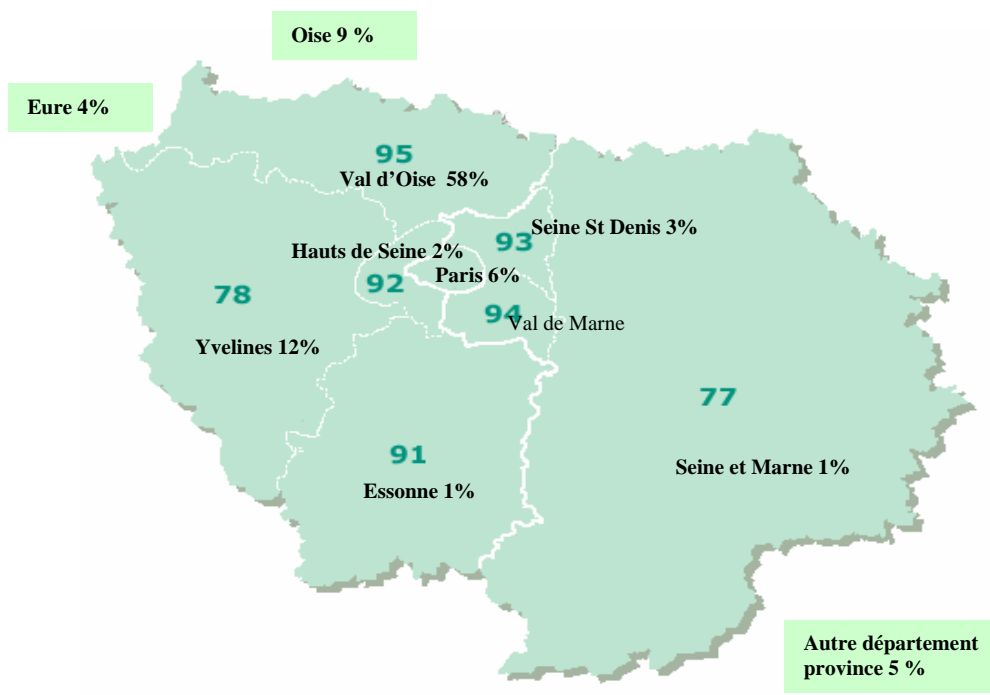 Oise 9 %
Eure 4%
95
Val d’Oise 58%
93
Seine St Denis 3%
Hauts de Seine 2%
92
Paris 6%
78
94
Val de Marne
Yvelines 12%
77
91
Seine et Marne 1%
Essonne 1%
Autre département
province 5 %